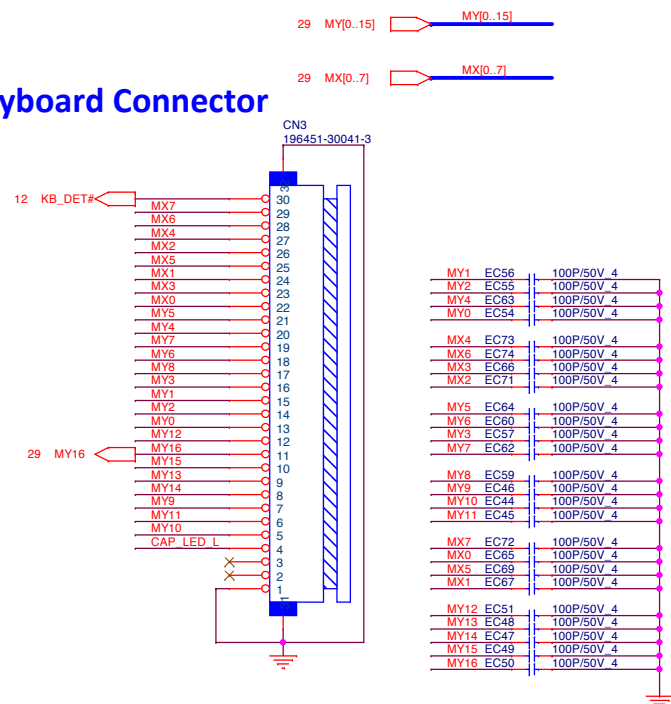 29 MY[0..15] MY[0..15]
29 MX[0..7] MX[0..7]
yboard Connector
CN3
196451-30041-3
32
12 KB_DET# 30
MX7 29
MX6 28
MX4 27
MX2 26
MX5 25
MX1 24
MX3 23
MX0 22
MY5 21
MY4 20
MY7 19
MY6 18
MY8 17
MY3 16
MY1 15
MY2 14
MY0 13
MY12 12
29 MY16 MY16 11
MY15 10
MY13 9
MY14 8
MY9 7
MY11 6
MY10 5
CAP_LED_L 4
3
2
1
31
MY1 EC56 100P/50V_4
MY2 EC55 100P/50V_4
MY4 EC63 100P/50V_4
MY0 EC54 100P/50V_4
MX4 EC73 100P/50V_4
MX6 EC74 100P/50V_4
MX3 EC66 100P/50V_4
MX2 EC71 100P/50V_4
MY5 EC64 100P/50V_4
MY6 EC60 100P/50V_4
MY3 EC57 100P/50V_4
MY7 EC62 100P/50V_4
MY8 EC59 100P/50V_4
MY9 EC46 100P/50V_4
MY10 EC44 100P/50V_4
MY11 EC45 100P/50V_4
MX7 EC72 100P/50V_4
MX0 EC65 100P/50V_4
MX5 EC69 100P/50V_4
MX1 EC67 100P/50V_4
MY12 EC51 100P/50V_4
MY13 EC48 100P/50V_4
MY14 EC47 100P/50V_4
MY15 EC49 100P/50V_4
MY16 EC50 100P/50V_4